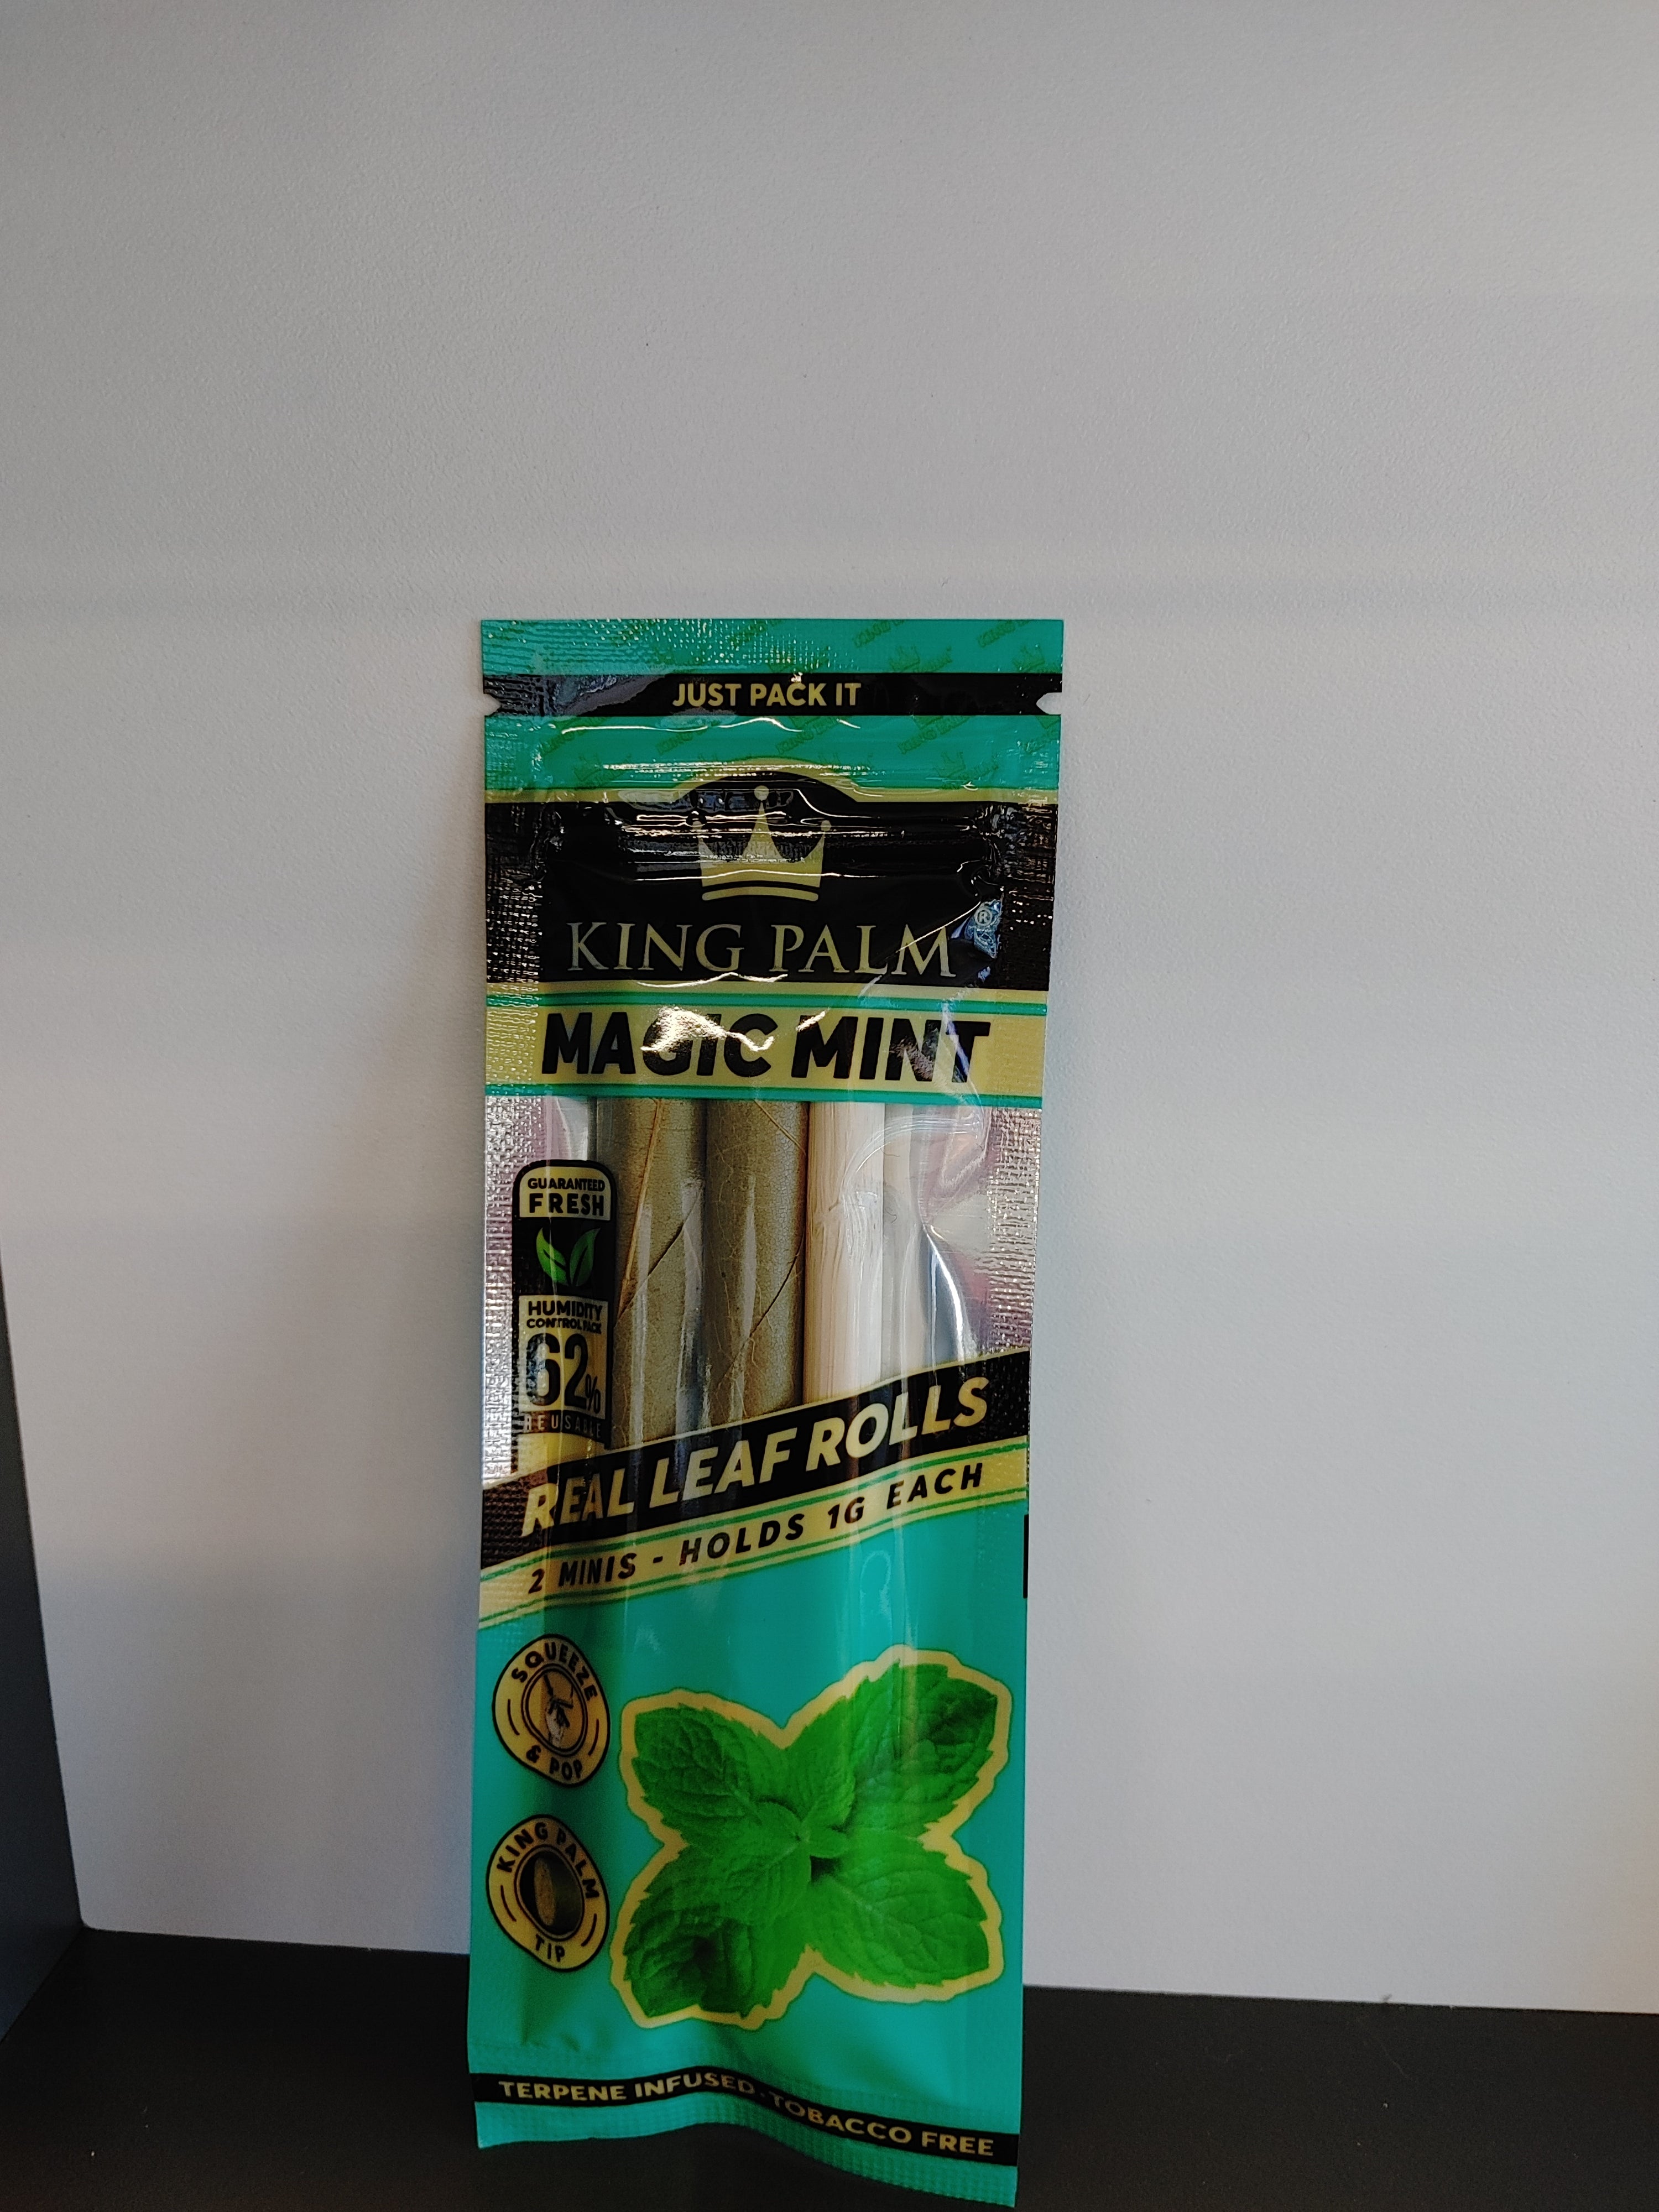 JUST PACK IT
KING PALM®
MAGIC MINT
GUARANTEED
FRESH
HUMIDITY
CONTROL PACK
62%
REUSABLE
REAL LEAF ROLLS
2 MINIS - HOLDS 1G EACH
SQUEEZE
& POP
KING PALM
TIP
TERPENE INFUSED·TOBACCO FREE